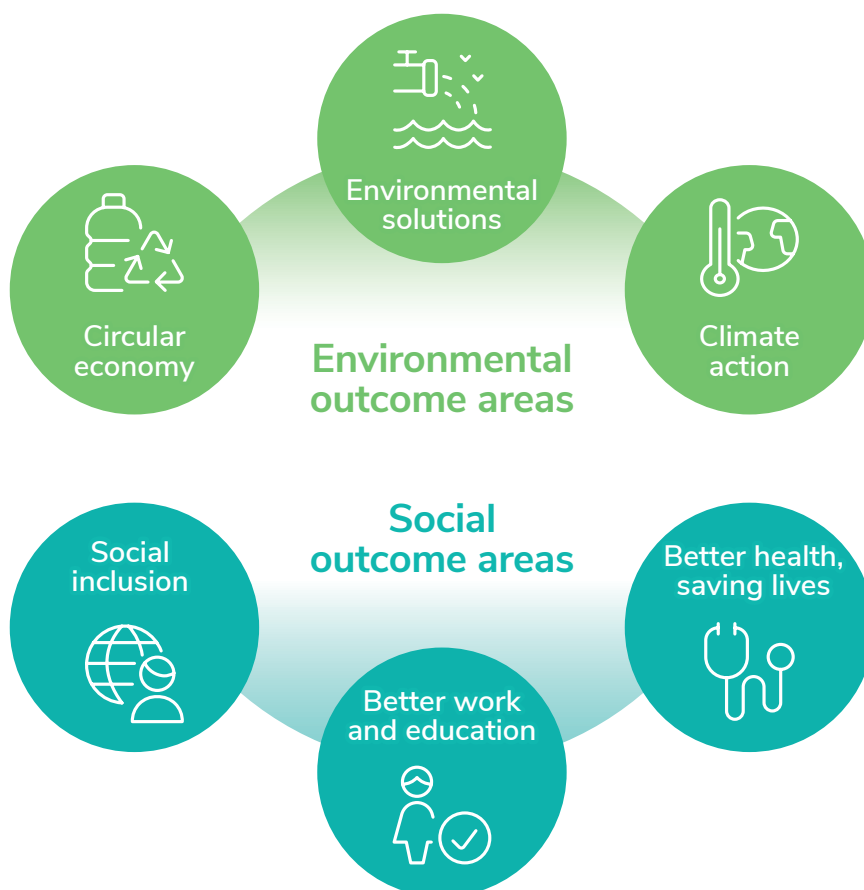 Environmental
solutions
Circular
economy
Climate
action
Environmental
outcome areas
Social
outcome areas
Social
inclusion
Better health,
saving lives
Better work
and education